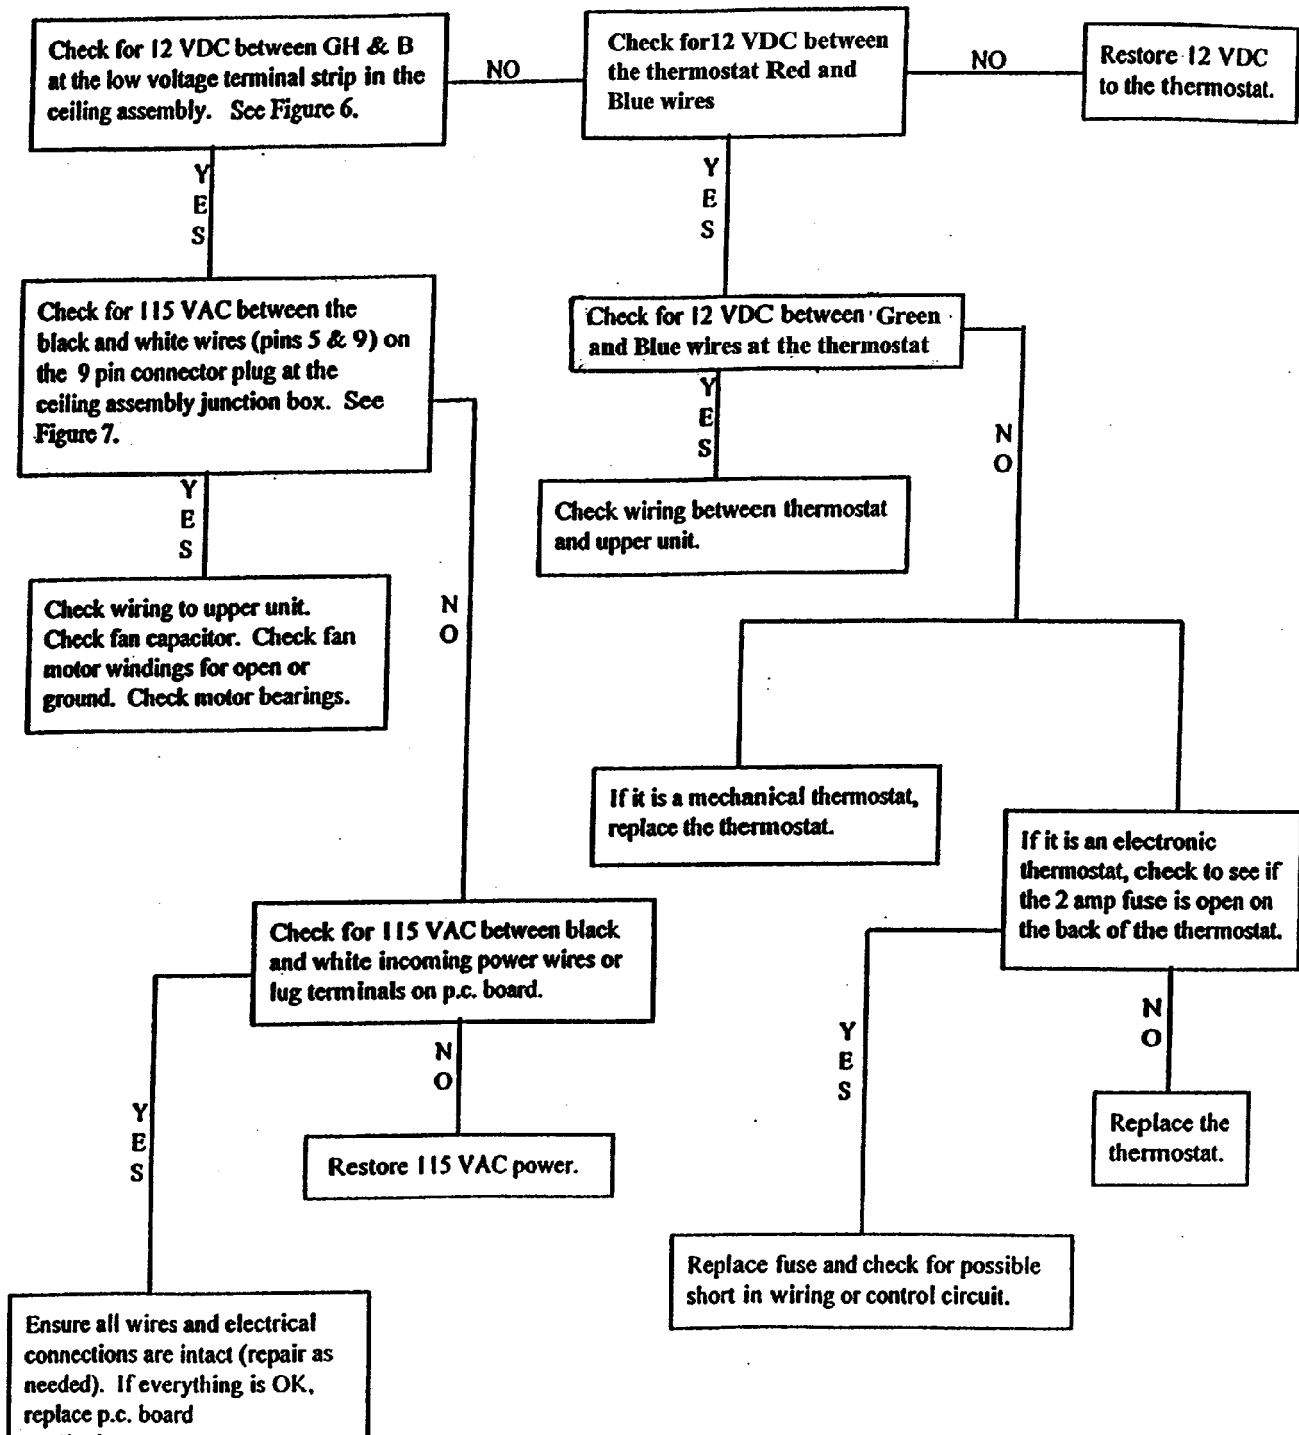 Check for 12 VDC between GH & B
at the low voltage terminal strip in the
ceiling assembly. See Figure 6.
NO
Check for12 VDC between
the thermostat Red and
Blue wires
NO
Restore 12 VDC
to the thermostat.
YES
YES
Check for 115 VAC between the
black and white wires (pins 5 & 9) on
the 9 pin connector plug at the
ceiling assembly junction box. See
Figure 7.
Check for 12 VDC between Green
and Blue wires at the thermostat
YES
NO
YES
Check wiring between thermostat
and upper unit.
Check wiring to upper unit.
Check fan capacitor. Check fan
motor windings for open or
ground. Check motor bearings.
NO
If it is a mechanical thermostat,
replace the thermostat.
If it is an electronic
thermostat, check to see if
the 2 amp fuse is open on
the back of the thermostat.
Check for 115 VAC between black
and white incoming power wires or
lug terminals on p.c. board.
NO
YES
NO
YES
Restore 115 VAC power.
Replace the
thermostat.
Replace fuse and check for possible
short in wiring or control circuit.
Ensure all wires and electrical
connections are intact (repair as
needed). If everything is OK,
replace p.c. board